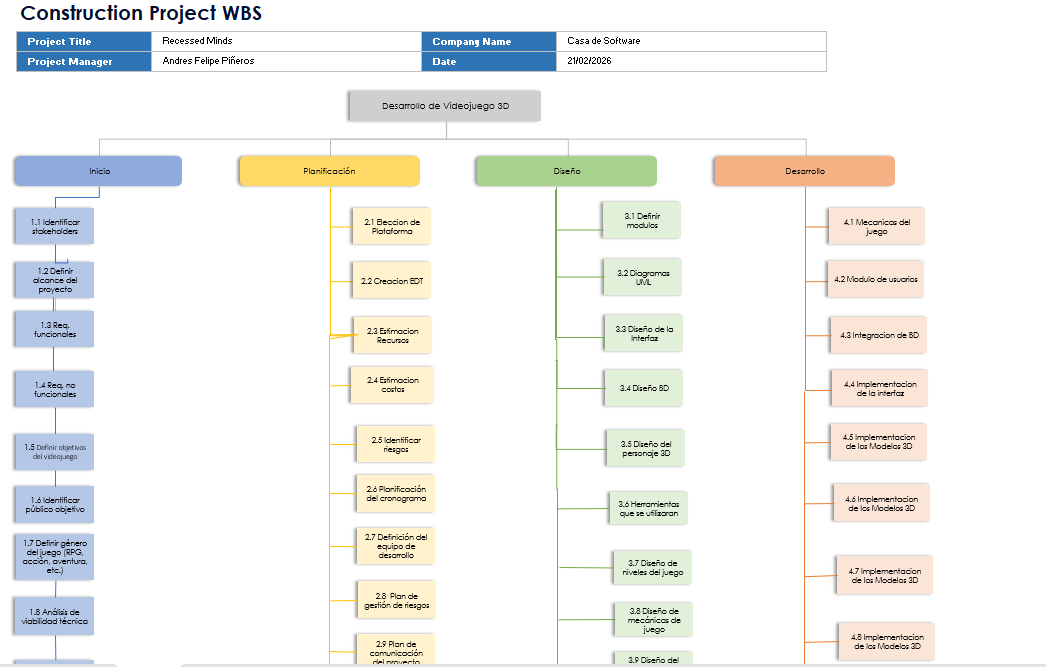 Construction Project WBS
Project Title
Recessed Minds
Company Name
Casa de Software
Project Manager
Andres Felipe Piñeros
Date
21/02/2026
Desarrollo de Videojuego 3D
Inicio
Planificación
Diseño
Desarrollo
1.1 Identificar
stakeholders
1.2 Definir
alcance del
proyecto
1.3 Req.
funcionales
1.4 Req. no
funcionales
1.5 Definir objetivos
del videojuego
1.6 Identificar
público objetivo
1.7 Definir género
del juego (RPG,
acción, aventura,
etc.)
1.8 Análisis de
viabilidad técnica
2.1 Eleccion de
Plataforma
2.2 Creacion EDT
2.3 Estimacion
Recursos
2.4 Estimacion
costos
2.5 Identificar
riesgos
2.6 Planificación
del cronograma
2.7 Definición del
equipo de
desarrollo
2.8 Plan de
gestión de riesgos
2.9 Plan de
comunicación
del proyecto
3.1 Definir
modulos
3.2 Diagramas
UML
3.3 Diseño de la
Interfaz
3.4 Diseño BD
3.5 Diseño del
personaje 3D
3.6 Herramientas
que se utilizaran
3.7 Diseño de
niveles del juego
3.8 Diseño de
mecánicas de
juego
3.9 Diseño del
4.1 Mecanicas del
juego
4.2 Modulo de usuarios
4.3 Integracion de BD
4.4 Implementacion
de la interfaz
4.5 Implementacion
de los Modelos 3D
4.6 Implementacion
de los Modelos 3D
4.7 Implementacion
de los Modelos 3D
4.8 Implementacion
de los Modelos 3D